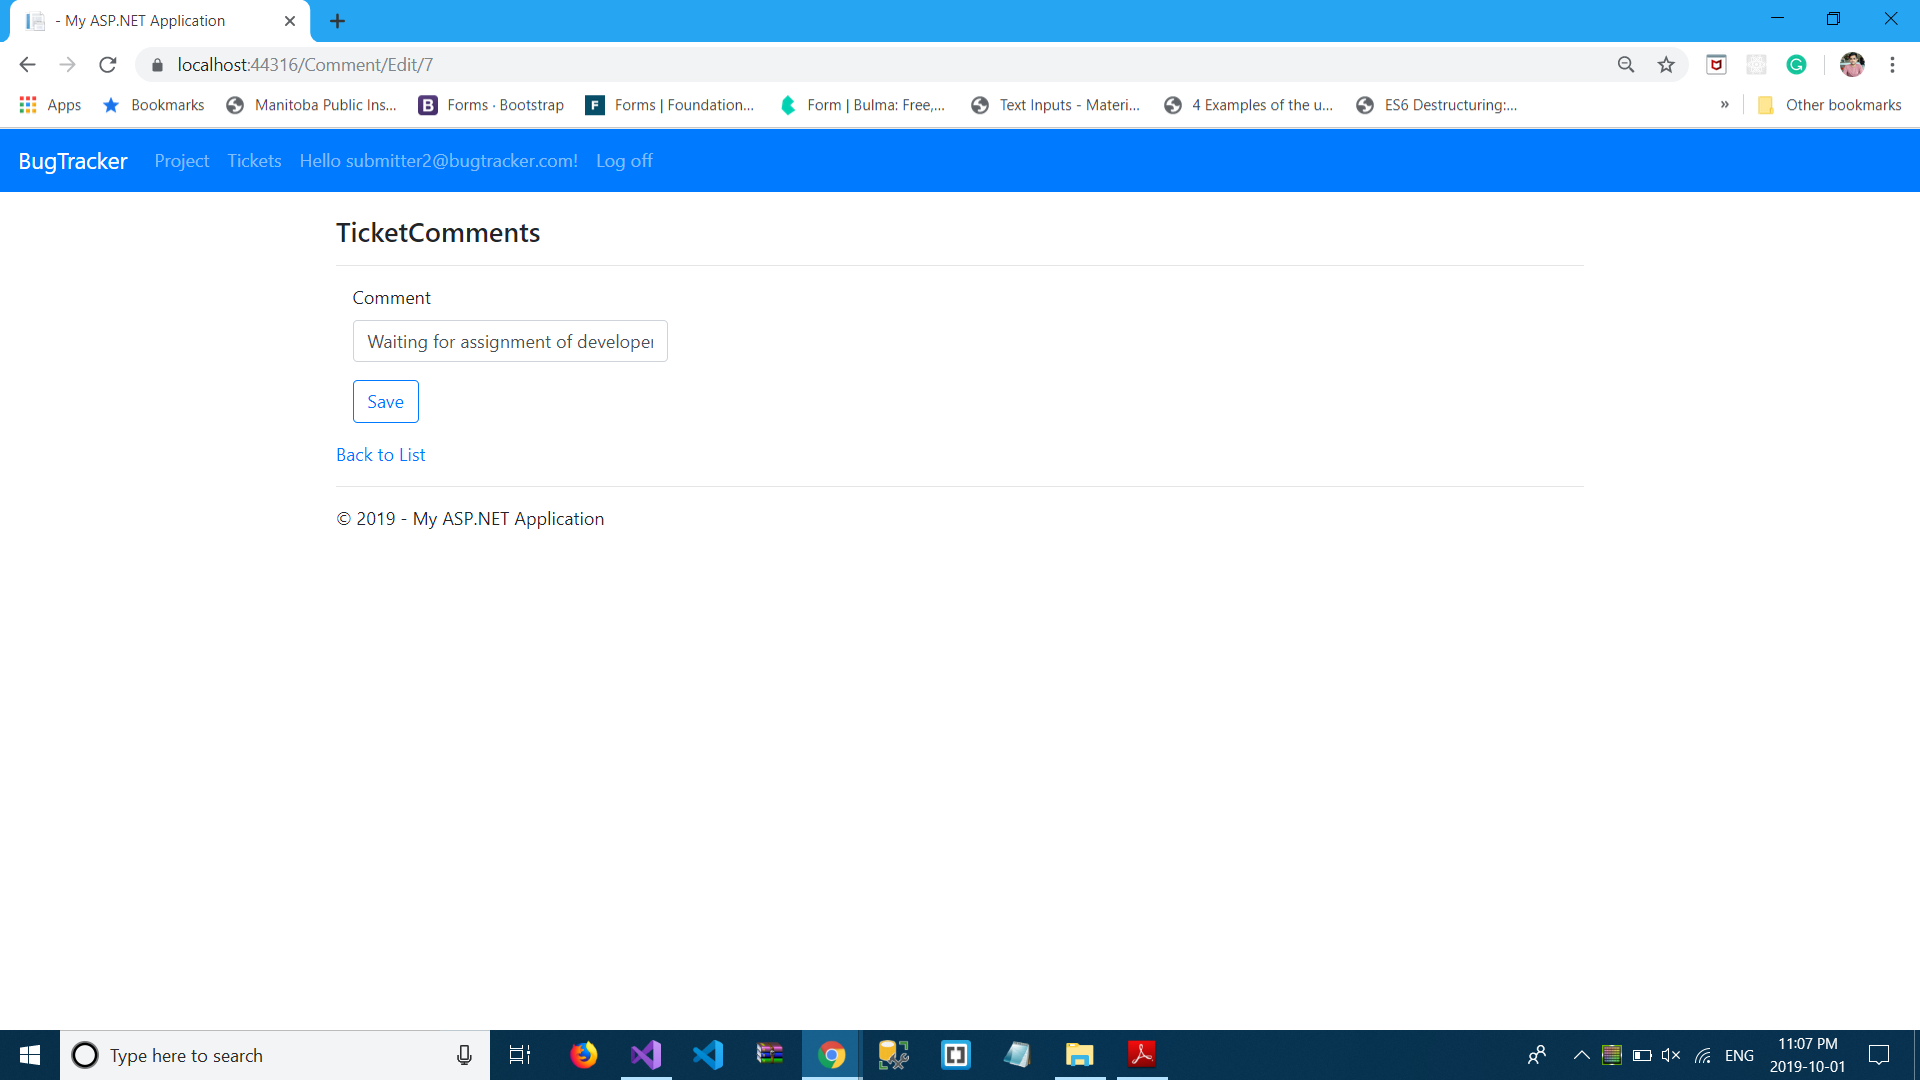 - My ASP.NET Application
localhost:44316/Comment/Edit/7
Apps Bookmarks Manitoba Public Ins... Forms · Bootstrap Forms | Foundation... Form | Bulma: Free,... Text Inputs - Materi... 4 Examples of the u... ES6 Destructuring:... » Other bookmarks
BugTracker Project Tickets Hello submitter2@bugtracker.com! Log off
TicketComments
Comment
Waiting for assignment of developer
Save
Back to List
© 2019 - My ASP.NET Application
Type here to search ENG 11:07 PM
2019-10-01